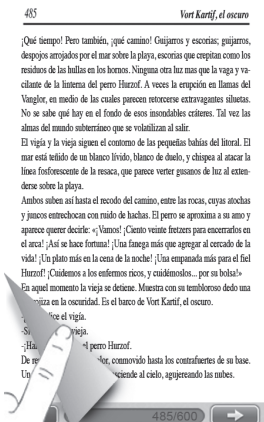 485 Vort Kartif, el oscuro
¡Qué tiempo! Pero también, ¡qué camino! Guijarros y escorias; guijarros,
despojos arrojados por el mar sobre la playa, escorias que crepitan como los
residuos de las hullas en los hornos. Ninguna otra luz mas que la vaga y va-
cilante de la linterna del perro Hurzof. A veces la erupción en llamas del
Vanglor, en medio de las cuales parecen retorcerse extravagantes siluetas.
No se sabe qué hay en el fondo de esos insondables cráteres. Tal vez las
almas del mundo subterráneo que se volatilizan al salir.
El vigía y la vieja siguen el contorno de las pequeñas bahías del litoral. El
mar está teñido de un blanco lívido, blanco de duelo, y chispea al atacar la
línea fosforescente de la resaca, que parece verter gusanos de luz al exten-
derse sobre la playa.
Ambos suben así hasta el recodo del camino, entre las rocas, cuyas atochas
y juncos entrechocan con ruido de hachas. El perro se aproxima a su amo y
aparece querer decirle: «¡Vamos! ¡Ciento veinte fretzers para encerrarlos en
el arca! ¡Así se hace fortuna! ¡Una fanega más que agregar al cercado de la
vida! ¡Un plato más en la cena de la noche! ¡Una empanada más para el fiel
Hurzof! ¡Cuidemos a los enfermos ricos, y cuidémoslos... por su bolsa!»
En aquel momento la vieja se detiene. Muestra con su tembloroso dedo una
en la oscuridad. Es el barco de Vort Kartif, el oscuro.
el vigía.
vieja.
el perro Hurzof.
De conmovido hasta los contrafuertes de su base.
Un asciende al cielo, agujereando las nubes.
485/600